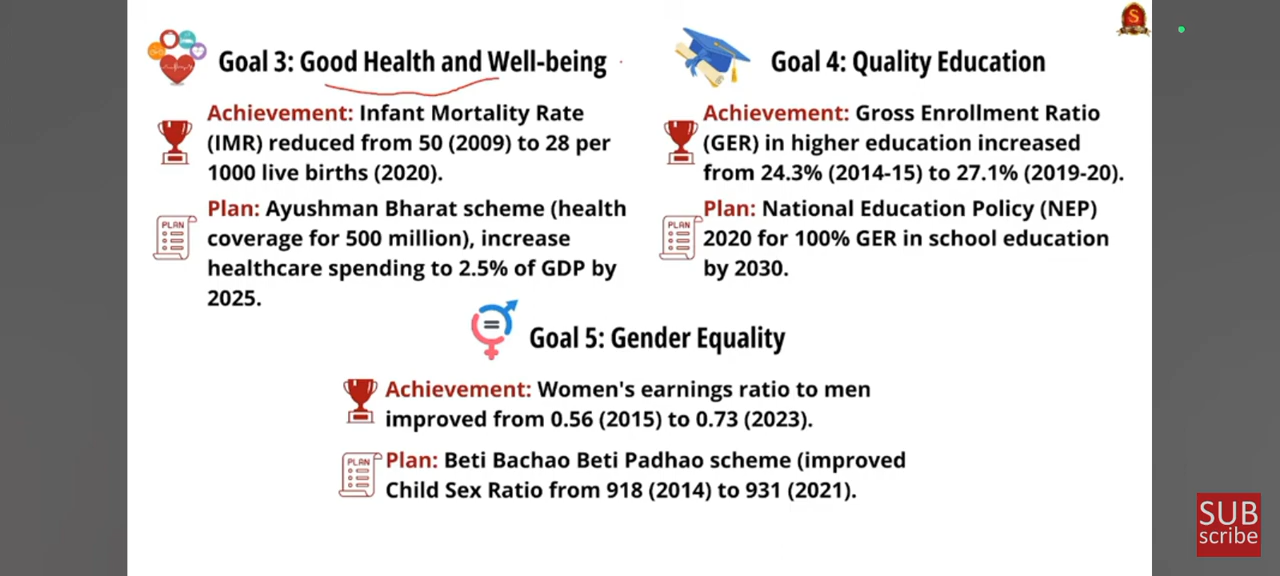 Goal 3: Good Health and Well-being
Achievement: Infant Mortality Rate
(IMR) reduced from 50 (2009) to 28 per
1000 live births (2020).
PLAN
Plan: Ayushman Bharat scheme (health
coverage for 500 million), increase
healthcare spending to 2.5% of GDP by
2025.
S
Goal 4: Quality Education
Achievement: Gross Enrollment Ratio
(GER) in higher education increased
from 24.3% (2014-15) to 27.1% (2019-20).
PLAN
Plan: National Education Policy (NEP)
2020 for 100% GER in school education
by 2030.
Goal 5: Gender Equality
Achievement: Women's earnings ratio to men
improved from 0.56 (2015) to 0.73 (2023).
PLAN
Plan: Beti Bachao Beti Padhao scheme (improved
Child Sex Ratio from 918 (2014) to 931 (2021).
SUB
scribe